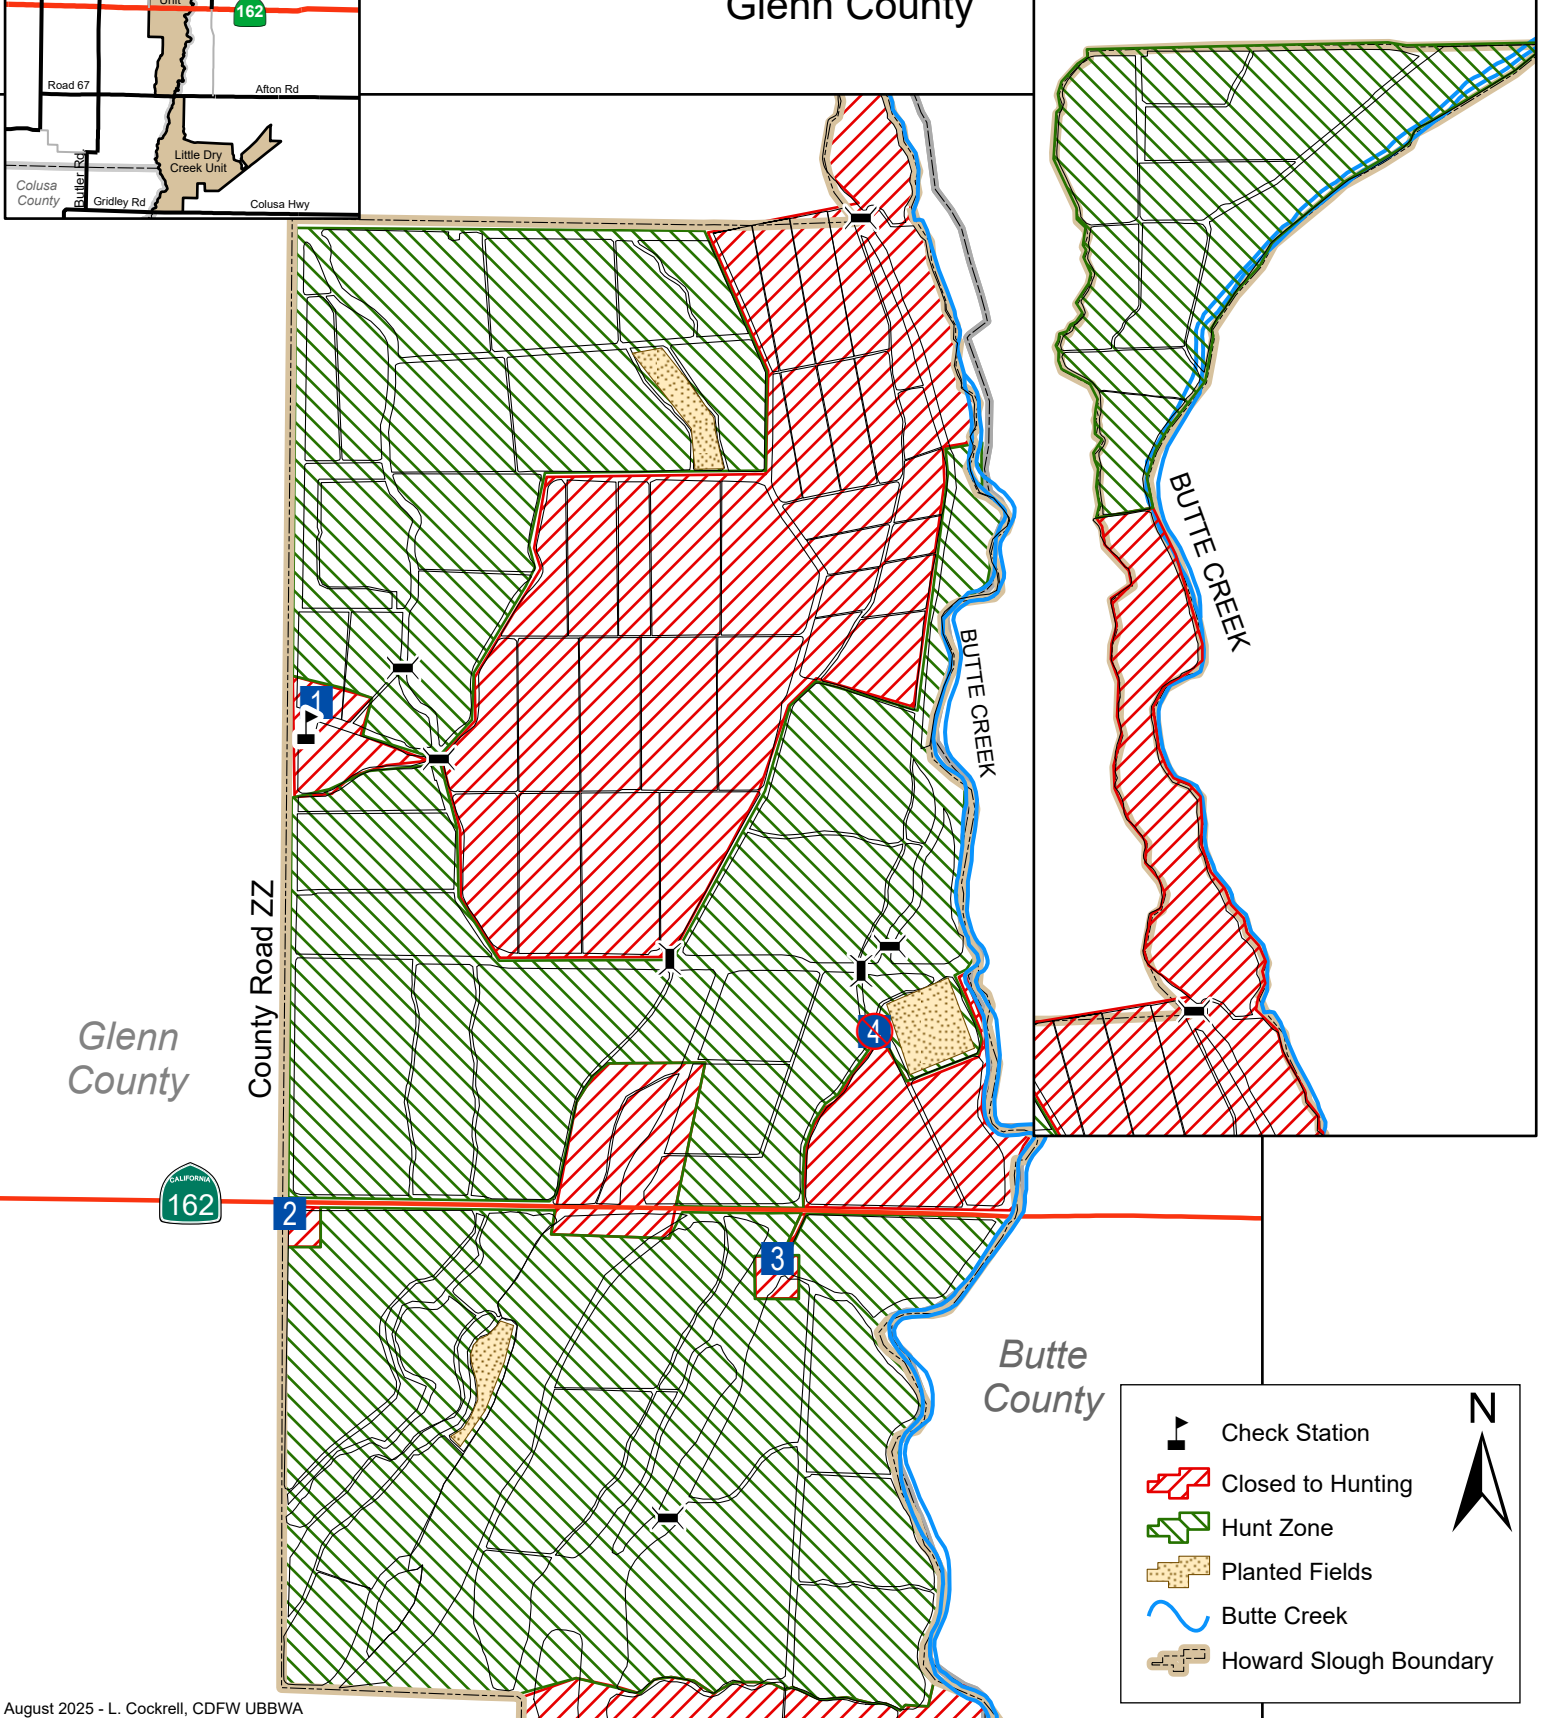 Glenn County
Unit
162
Road 67
Afton Rd
Little Dry
Creek Unit
Butler Rd
Colusa
County
Gridley Rd
Colusa Hwy
BUTTE CREEK
BUTTE CREEK
1
County Road ZZ
Glenn
County
4
CALIFORNIA
162
2
3
Butte
County
N
Check Station
Closed to Hunting
Hunt Zone
Planted Fields
Butte Creek
Howard Slough Boundary
August 2025 - L. Cockrell, CDFW UBBWA